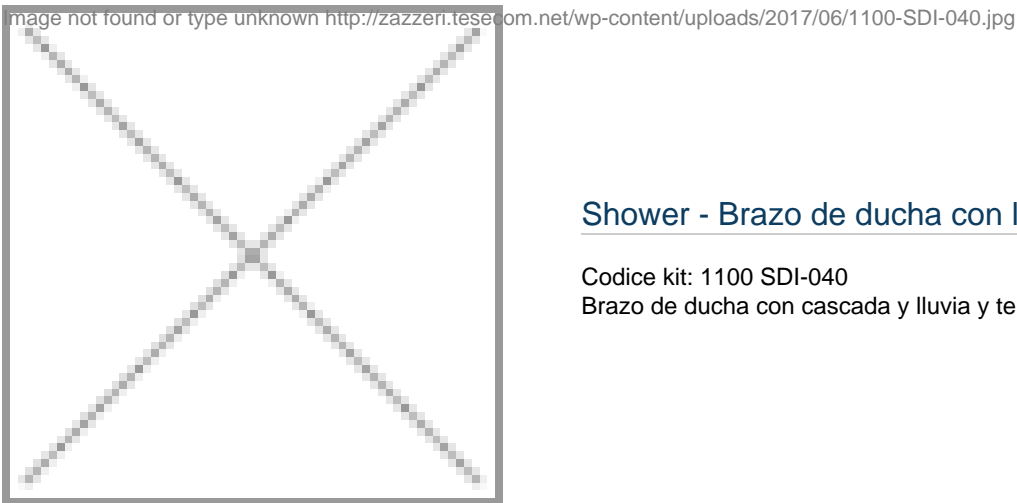 Image not found or type unknown http://zazzeri.tesecom.net/wp-content/uploads/2017/06/1100-SDI-040.jpg
Shower - Brazo de ducha con l
Codice kit: 1100 SDI-040
Brazo de ducha con cascada y lluvia y te